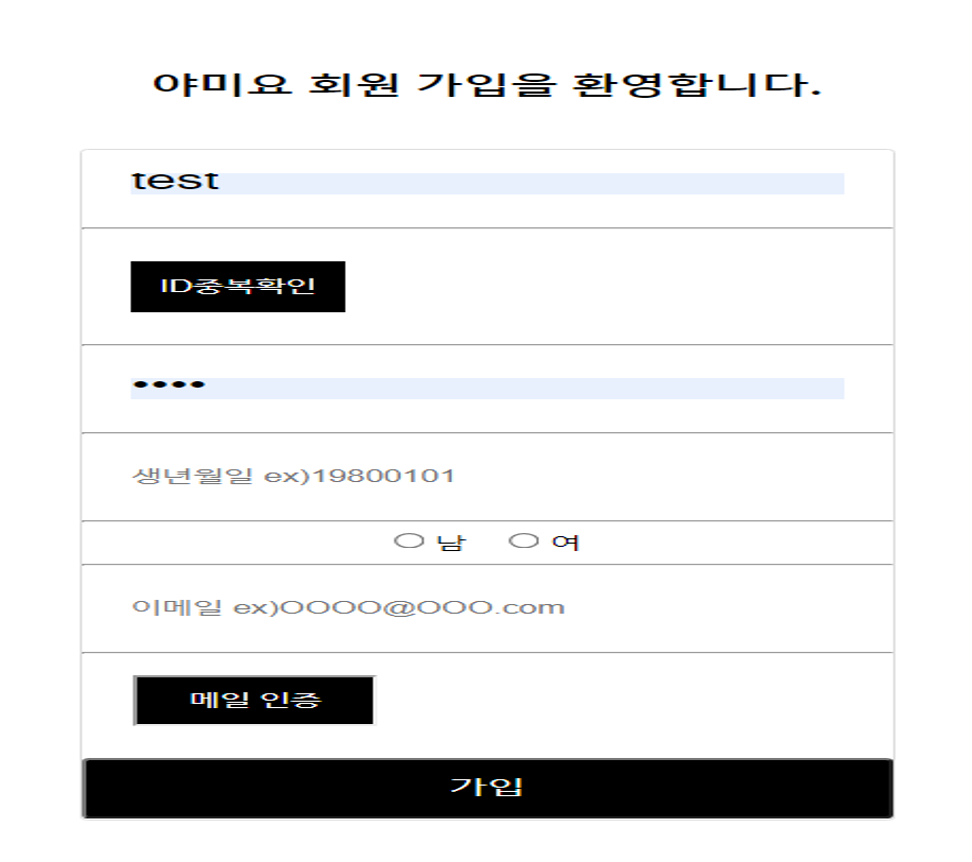 야미요 회원 가입을 환영합니다.
test
ID중복확인
••••
생년월일 ex)19800101
남 여
이메일 ex)OOOO@OOO.com
메일 인증
가입